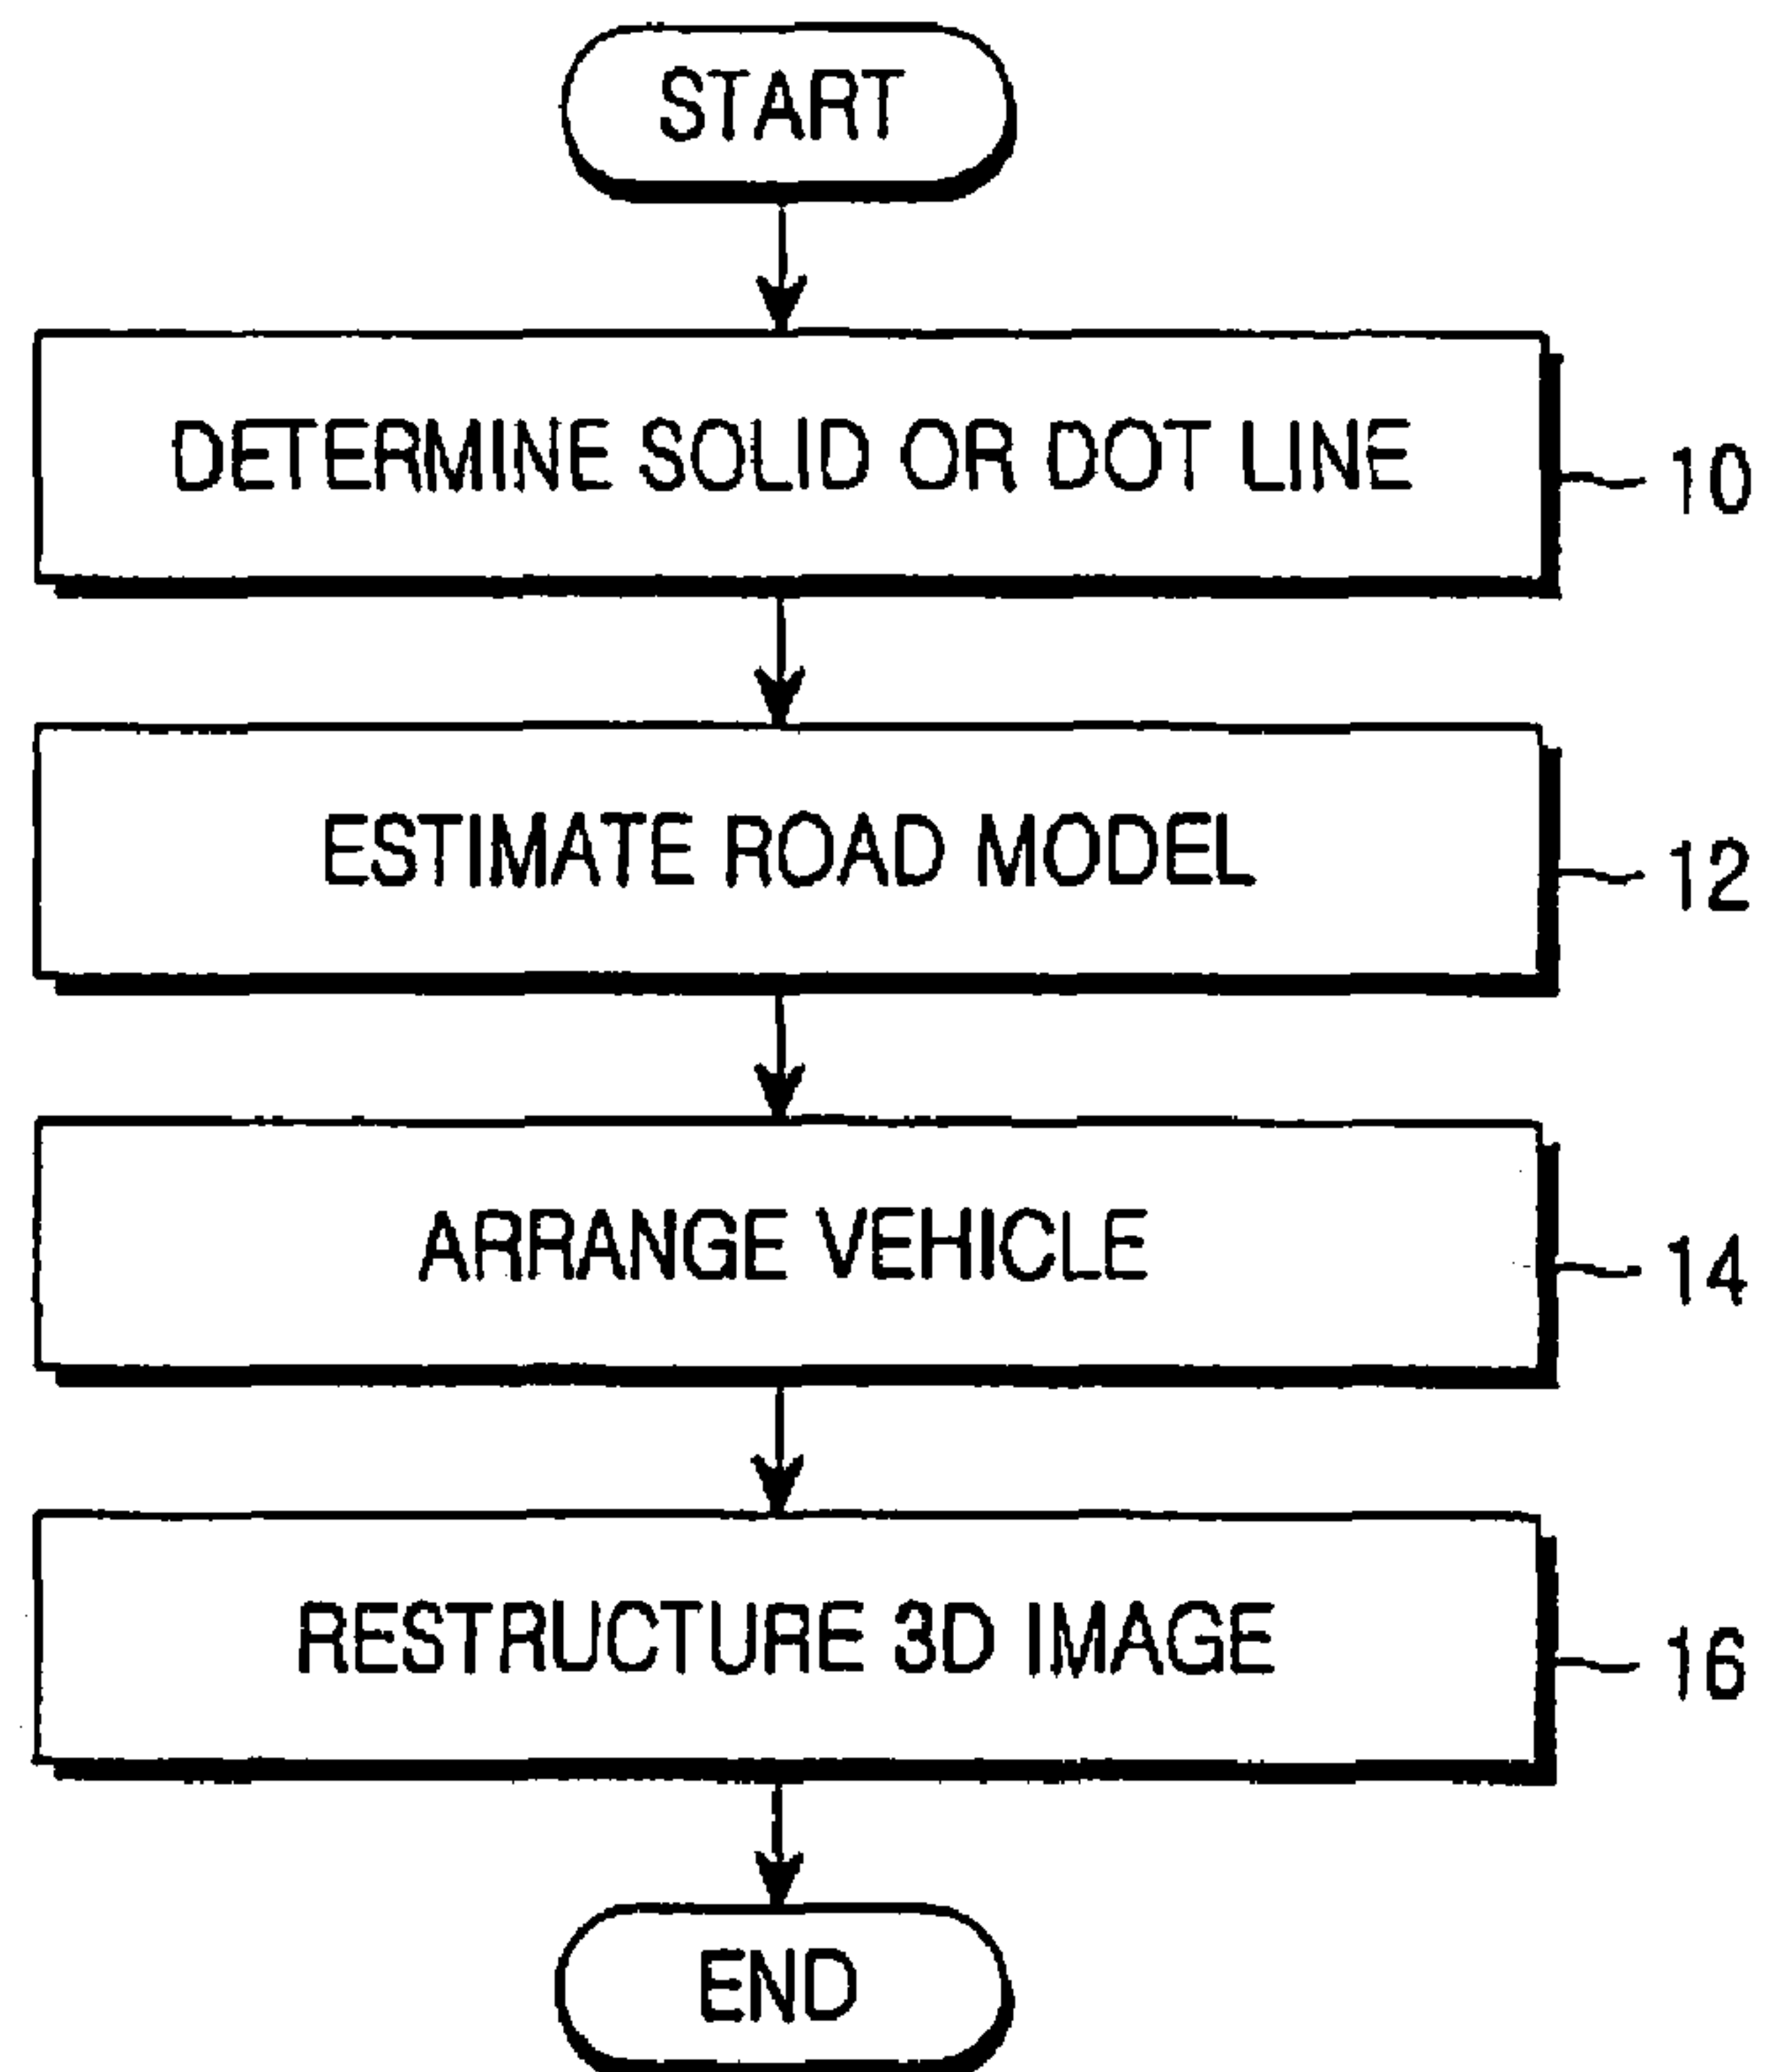 START
DETERMINE SOLID OR DOT LINE
10
ESTIMATE ROAD MODEL
12
ARRANGE VEHICLE
14
RESTRUCTURE 3D IMAGE
16
END